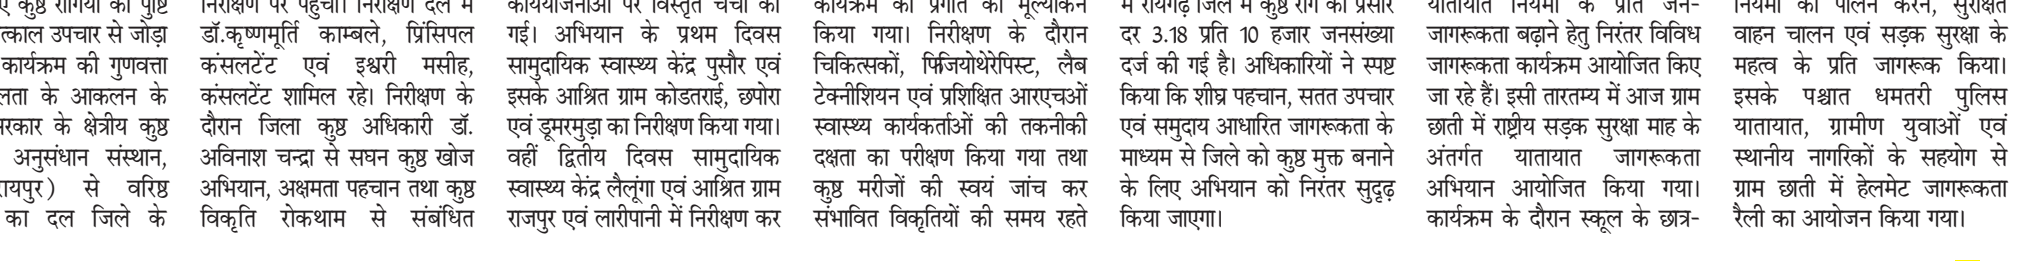 त्काल उपचार से जोड़ा
कार्यक्रम की गुणवत्ता
के आकलन के
के क्षेत्रीय कुष्ठ
अनुसंधान संस्थान,
से वरिष्ठ
का दल जिले के
निरीक्षण पर पहुंचा। निरीक्षण दल में
डॉ.कृष्णमूर्ति काम्बले, प्रिंसिपल
कंसलटेंट एवं इश्वरी मसीह,
कंसलटेंट शामिल रहे। निरीक्षण के
दौरान जिला कुष्ठ अधिकारी डॉ.
अविनाश चन्द्रा से सघन कुष्ठ खोज
अभियान, अक्षमता पहचान तथा कुष्ठ
विकृति रोकथाम से संबंधित
कार्ययोजनाओं पर विस्तृत चर्चा की
गई। अभियान के प्रथम दिवस
सामुदायिक स्वास्थ्य केंद्र पुसौर एवं
इसके आश्रित ग्राम कोडतराई, छपोरा
एवं डूमरमुड़ा का निरीक्षण किया गया।
वहीं द्वितीय दिवस सामुदायिक
स्वास्थ्य केंद्र लैलूंगा एवं आश्रित ग्राम
राजपुर एवं लारीपानी में निरीक्षण कर
कार्यक्रम की प्रगति का मूल्यांकन
किया गया। निरीक्षण के दौरान
चिकित्सकों, फिजियोथेरेपिस्ट, लैब
टेक्नीशियन एवं प्रशिक्षित आरएचओं
स्वास्थ्य कार्यकर्ताओं की तकनीकी
दक्षता का परीक्षण किया गया तथा
कुष्ठ मरीजों की स्वयं जांच कर
संभावित विकृतियों की समय रहते
में रायगढ़ जिले में कुष्ठ रोग की प्रसार
दर 3.18 प्रति 10 हजार जनसंख्या
दर्ज की गई है। अधिकारियों ने स्पष्ट
किया कि शीघ्र पहचान, सतत उपचार
एवं समुदाय आधारित जागरूकता के
माध्यम से जिले को कुष्ठ मुक्त बनाने
के लिए अभियान को निरंतर सुदृढ़
किया जाएगा।
यातायात नियमों के प्रति जन-
जागरूकता बढ़ाने हेतु निरंतर विविध
जागरूकता कार्यक्रम आयोजित किए
जा रहे हैं। इसी तारतम्य में आज ग्राम
छाती में राष्ट्रीय सड़क सुरक्षा माह के
अंतर्गत यातायात जागरूकता
अभियान आयोजित किया गया।
कार्यक्रम के दौरान स्कूल के छात्र-
नियमों का पालन करने, सुरक्षित
वाहन चालन एवं सड़क सुरक्षा के
महत्व के प्रति जागरूक किया।
इसके पश्चात धमतरी पुलिस
यातायात, ग्रामीण युवाओं एवं
स्थानीय नागरिकों के सहयोग से
ग्राम छाती में हेलमेट जागरूकता
रैली का आयोजन किया गया।